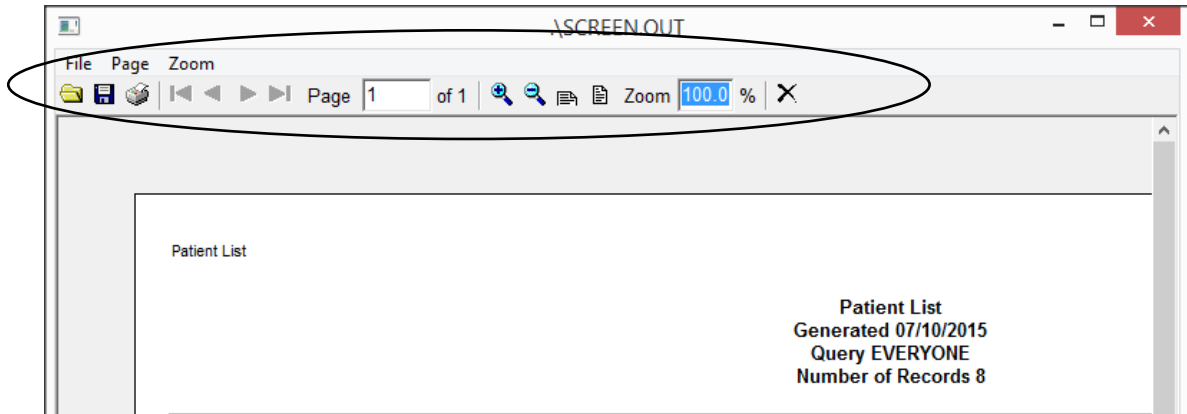 .\SCREEN.OUT
File Page Zoom
Page 1 of 1 Zoom 100.0 %
Patient List
Patient List
Generated 07/10/2015
Query EVERYONE
Number of Records 8